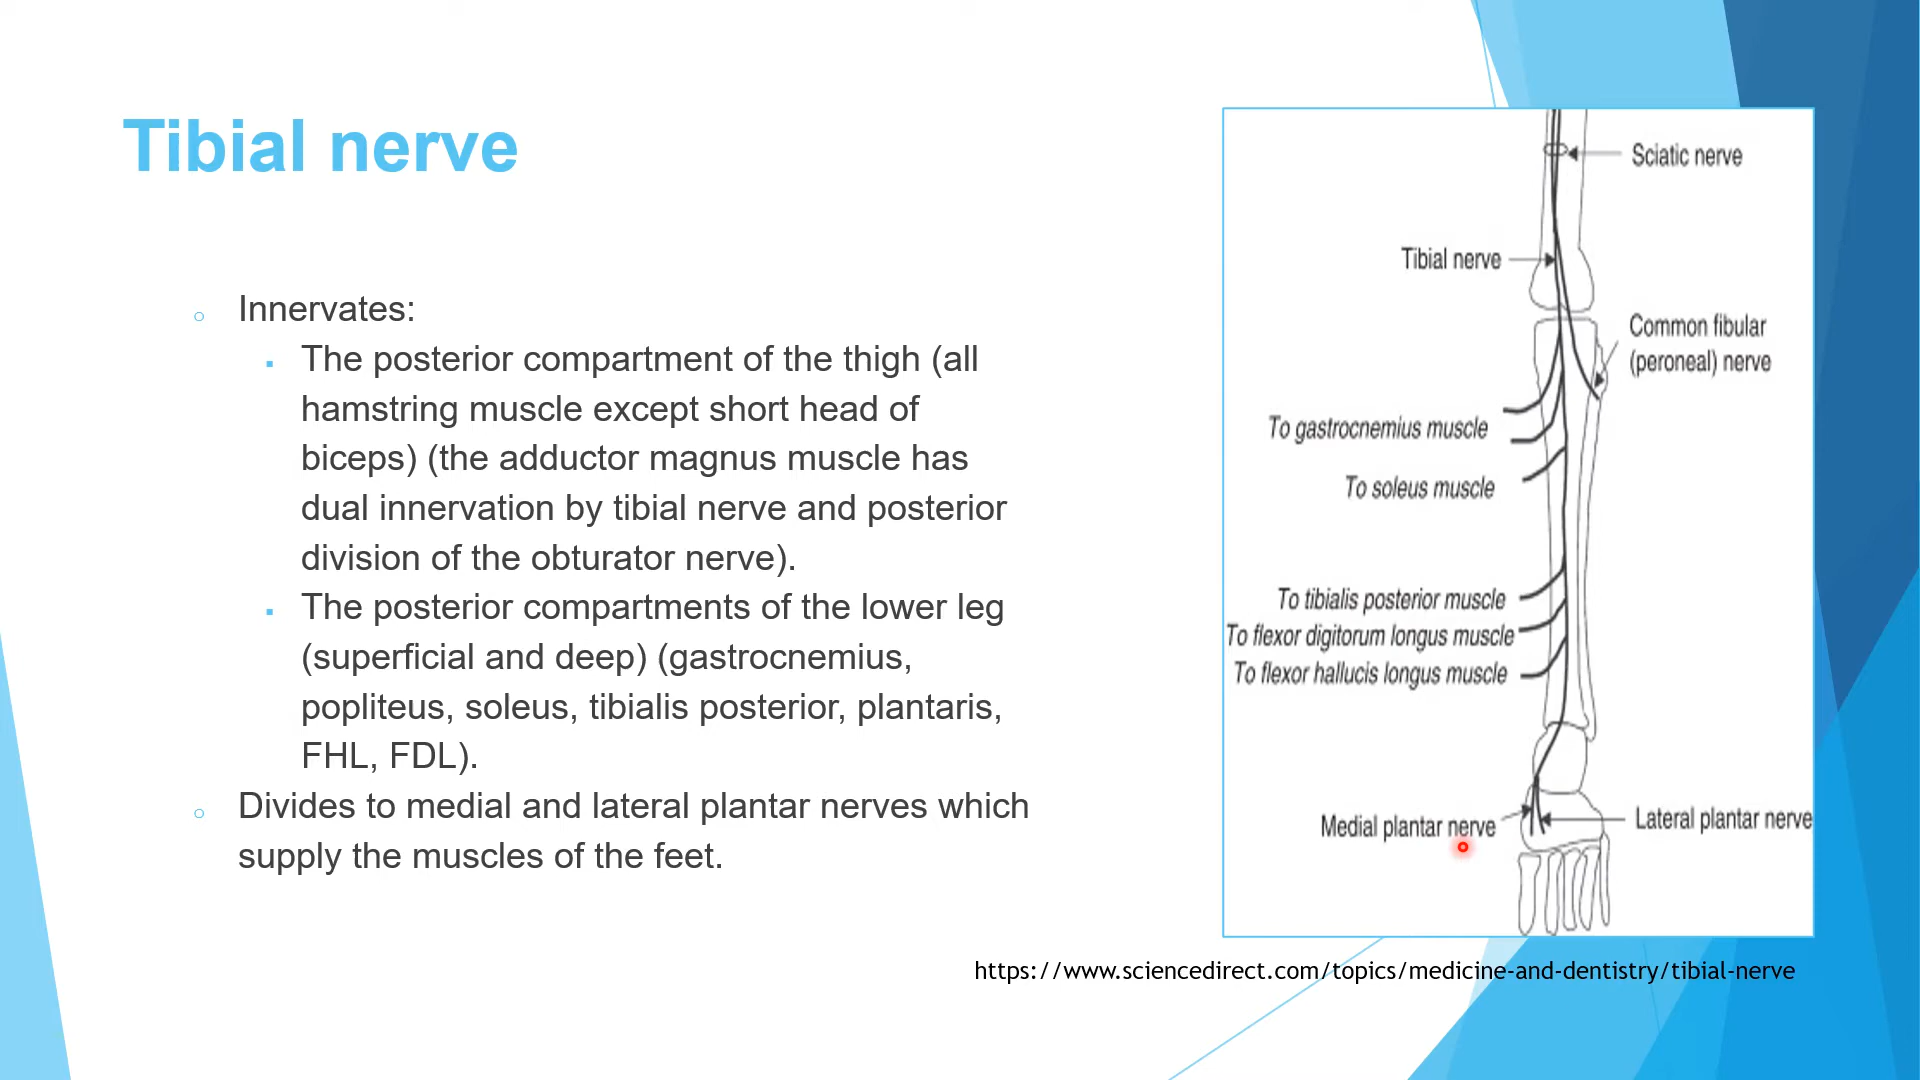 Tibial nerve
Innervates:
The posterior compartment of the thigh (all
hamstring muscle except short head of
biceps) (the adductor magnus muscle has
dual innervation by tibial nerve and posterior
division of the obturator nerve).
The posterior compartments of the lower leg
(superficial and deep) (gastrocnemius,
popliteus, soleus, tibialis posterior, plantaris,
FHL, FDL).
Divides to medial and lateral plantar nerves which
supply the muscles of the feet.
Sciatic nerve
Tibial nerve
Common fibular
(peroneal) nerve
To gastrocnemius muscle
To soleus muscle
To tibialis posterior muscle
To flexor digitorum longus muscle
To flexor hallucis longus muscle
Medial plantar nerve
Lateral plantar nerve
https://www.sciencedirect.com/topics/medicine-and-dentistry/tibial-nerve